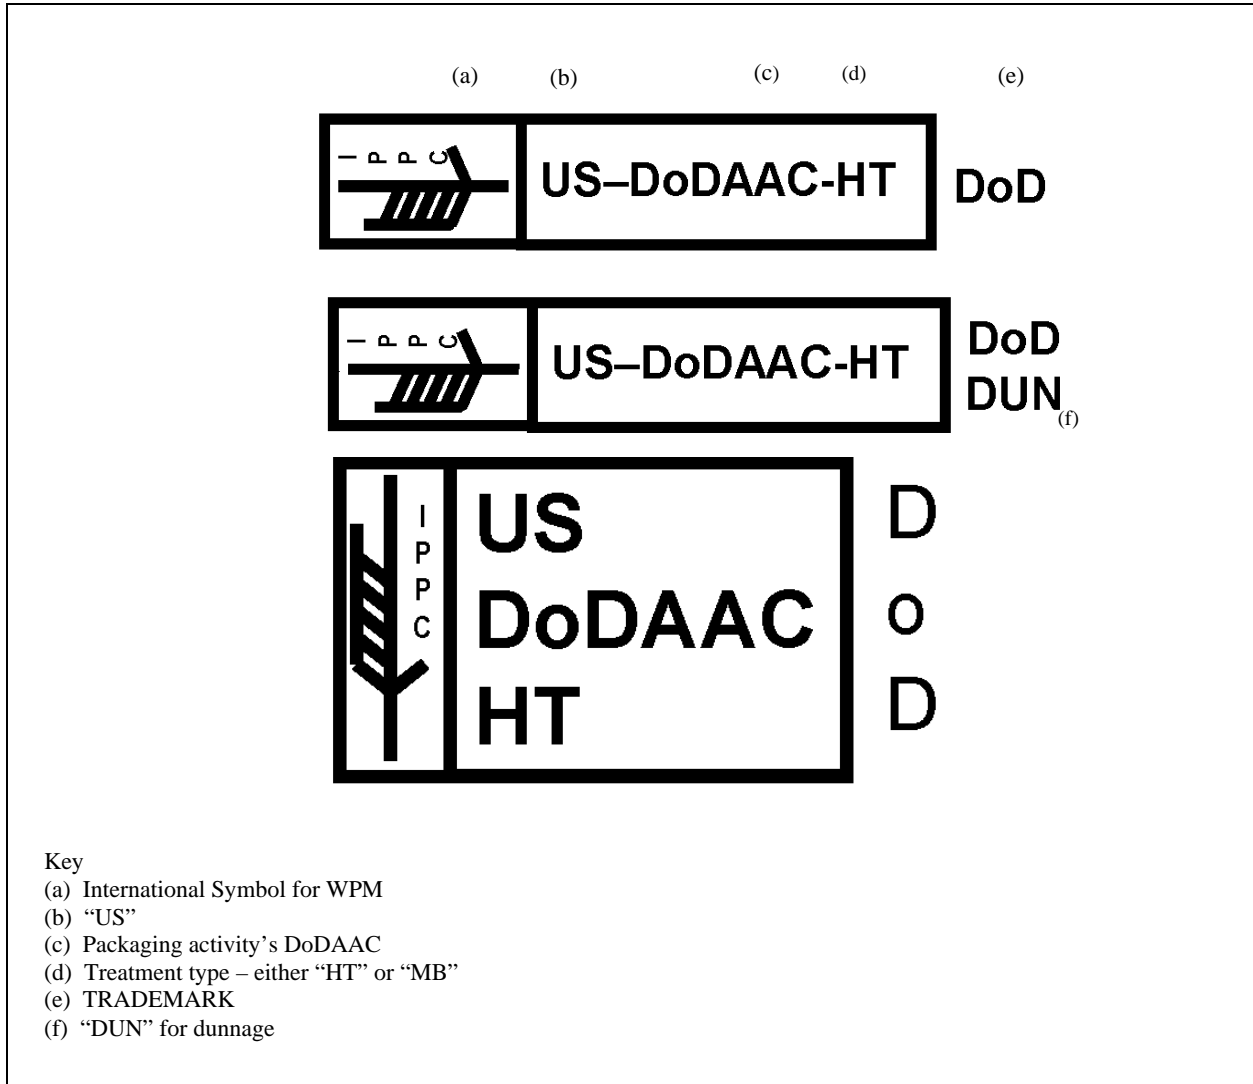 (a) (b) (c) (d) (e)
I P P C US–DoDAAC-HT DoD
I P P C US–DoDAAC-HT DoD
DUN
(f)
I
P
P
C
US
DoDAAC
HT
D
o
D
Key
(a) International Symbol for WPM
(b) “US”
(c) Packaging activity’s DoDAAC
(d) Treatment type – either “HT” or “MB”
(e) TRADEMARK
(f) “DUN” for dunnage